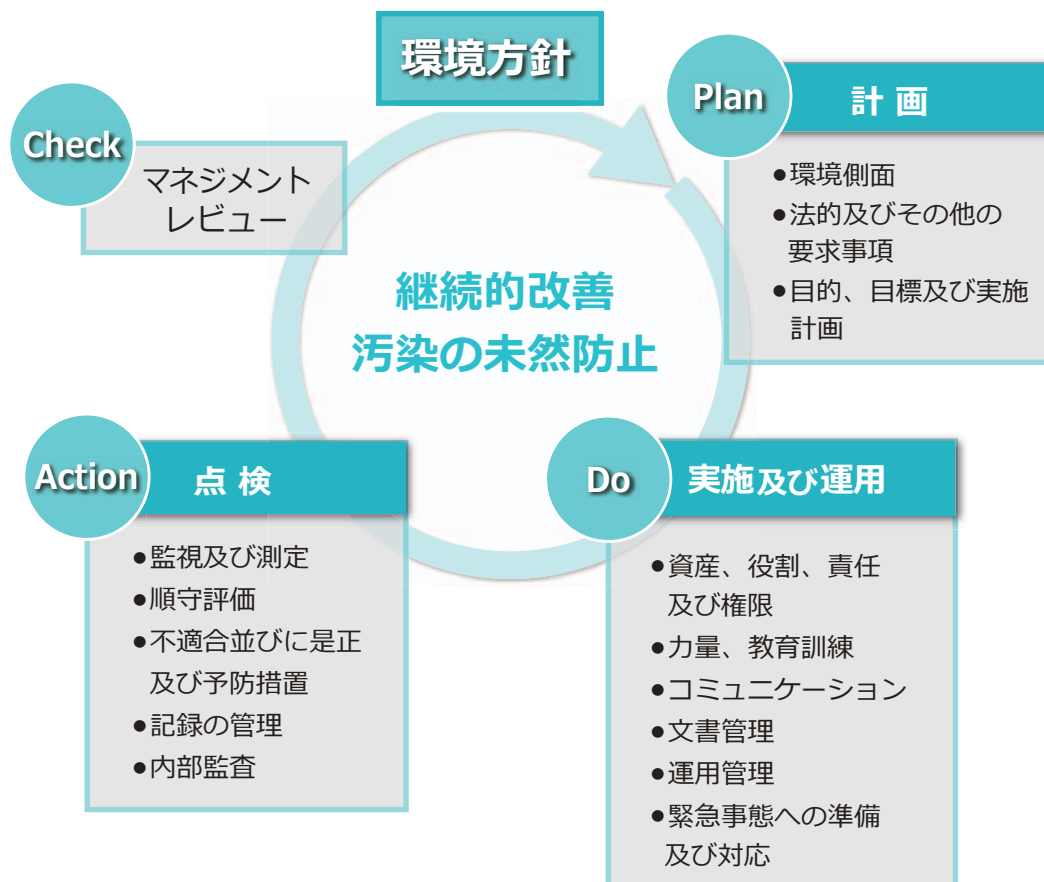 環境方針
Plan
計画
●環境側面
●法的及びその他の
要求事項
●目的、目標及び実施
計画
Check
マネジメント
レビュー
継続的改善
汚染の未然防止
Action
点検
●監視及び測定
●順守評価
●不適合並びに是正
及び予防措置
●記録の管理
●内部監査
Do
実施及び運用
●資産、役割、責任
及び権限
●力量、教育訓練
●コミュニケーション
●文書管理
●運用管理
●緊急事態への準備
及び対応